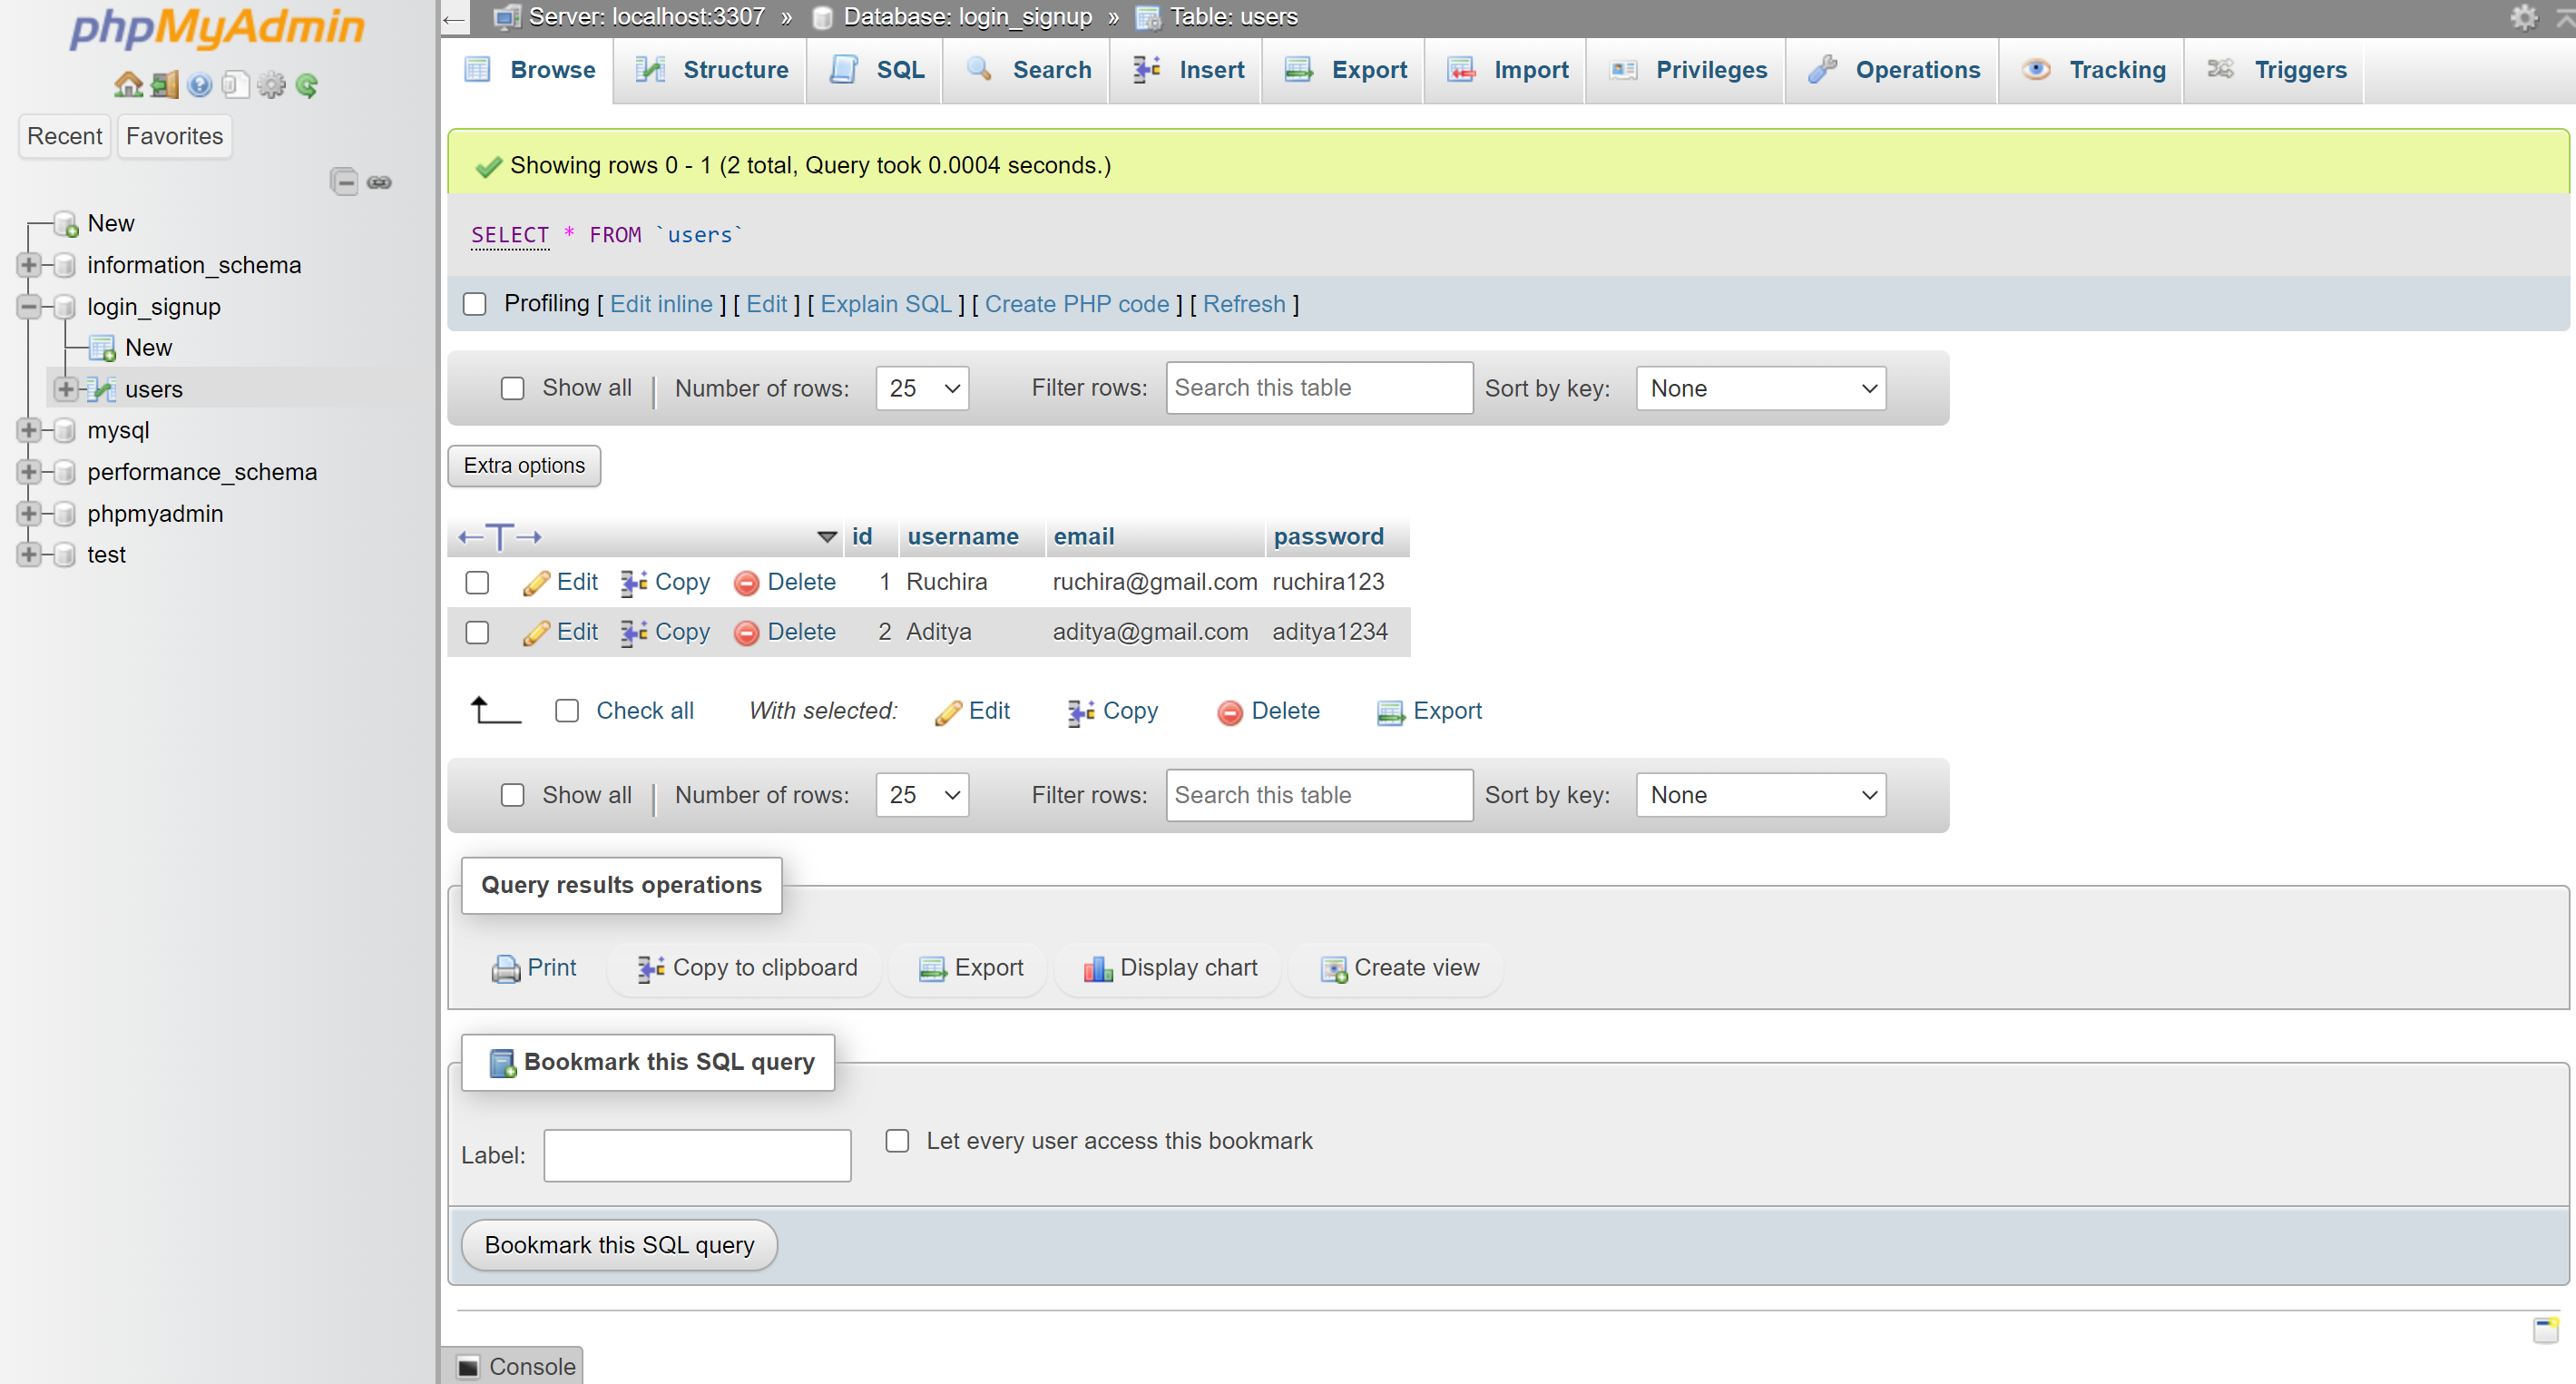 phpMyAdmin
Recent Favorites
New
information_schema
login_signup
New
users
mysql
performance_schema
phpmyadmin
test
Server: localhost:3307 » Database: login_signup » Table: users
Browse Structure SQL Search Insert Export Import Privileges Operations Tracking Triggers
Showing rows 0 - 1 (2 total, Query took 0.0004 seconds.)
SELECT * FROM `users`
Profiling [ Edit inline ] [ Edit ] [ Explain SQL ] [ Create PHP code ] [ Refresh ]
Show all | Number of rows: 25 Filter rows: Search this table Sort by key: None
Extra options
←T→ id username email password
Edit Copy Delete 1 Ruchira ruchira@gmail.com ruchira123
Edit Copy Delete 2 Aditya aditya@gmail.com aditya1234
Check all With selected: Edit Copy Delete Export
Show all | Number of rows: 25 Filter rows: Search this table Sort by key: None
Query results operations
Print Copy to clipboard Export Display chart Create view
Bookmark this SQL query
Label: Let every user access this bookmark
Bookmark this SQL query
Console